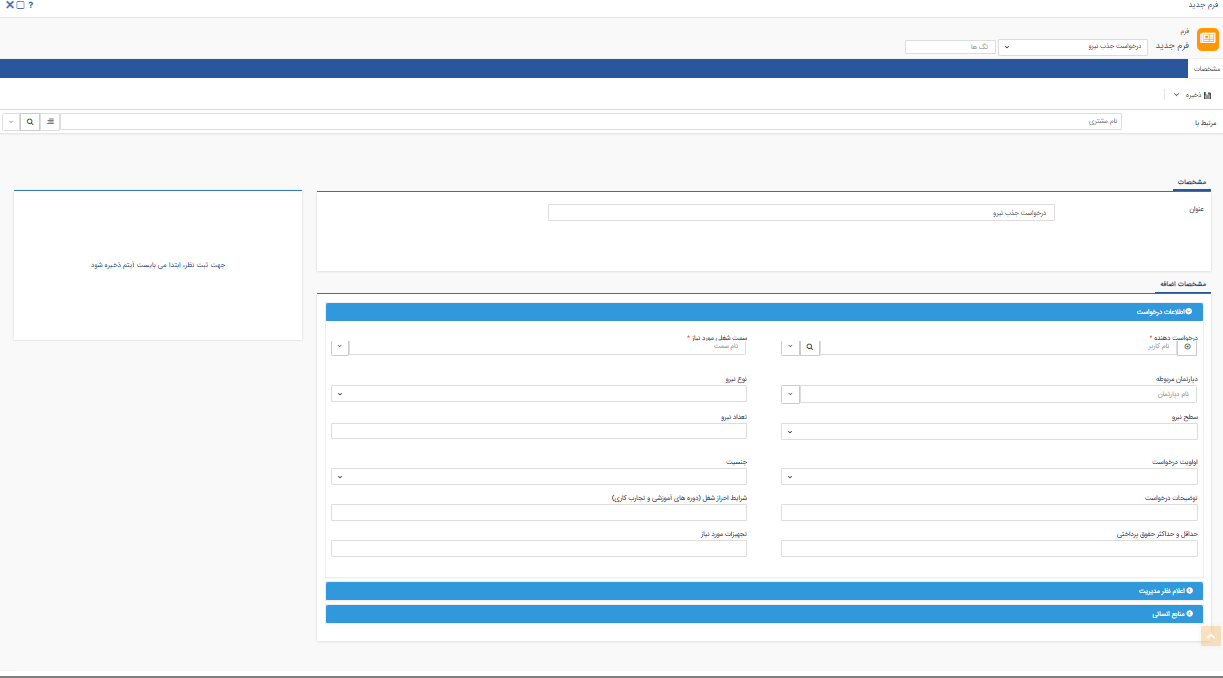 فرم جدید
?
فرم
فرم جدید
درخواست جذب نیرو
تگ ها
مشخصات
ذخیره
مرتبط با
نام مشتری
مشخصات
عنوان
درخواست جذب نیرو
جهت ثبت نظر، ابتدا می بایست آیتم ذخیره شود
مشخصات اضافه
اطلاعات درخواست
درخواست دهنده *
نام کاربر
سمت شغلی مورد نیاز *
نام سمت
دپارتمان مربوطه
نام دپارتمان
نوع نیرو
سطح نیرو
تعداد نیرو
اولویت درخواست
جنسیت
توضیحات درخواست
شرایط احراز شغل (دوره های آموزشی و تجارب کاری)
حداقل و حداکثر حقوق پرداختی
تجهیزات مورد نیاز
اعلام نظر مدیریت
منابع انسانی